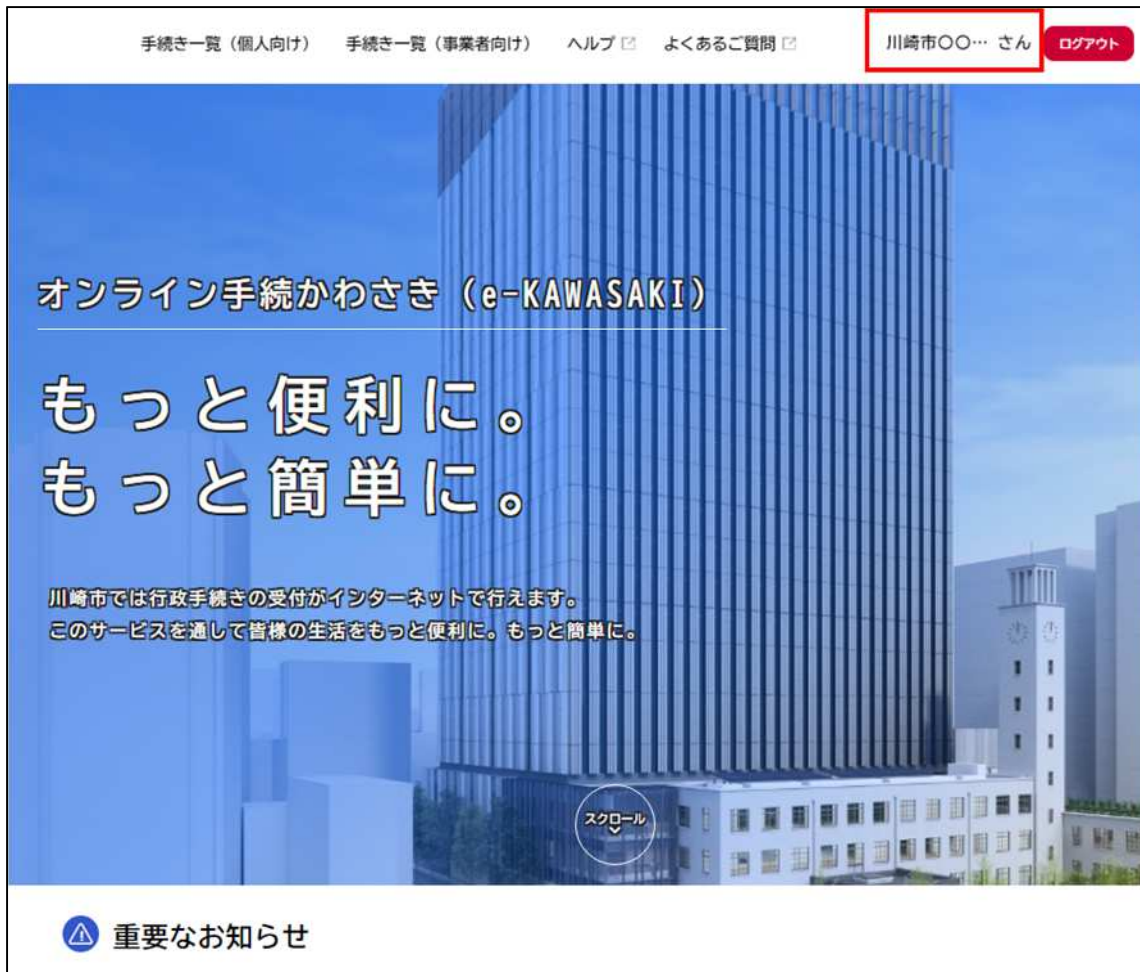 手続き一覧（個人向け） 手続き一覧（事業者向け） ヘルプ よくあるご質問 川崎市〇〇… さん ログアウト
オンライン手続かわさき（e-KAWASAKI）
もっと便利に。
もっと簡単に。
川崎市では行政手続きの受付がインターネットで行えます。
このサービスを通して皆様の生活をもっと便利に。もっと簡単に。
スクロール
重要なお知らせ